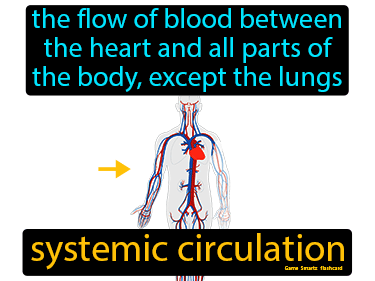 the flow of blood between
the heart and all parts of
the body, except the lungs
systemic circulation
Game Smartz flashcard